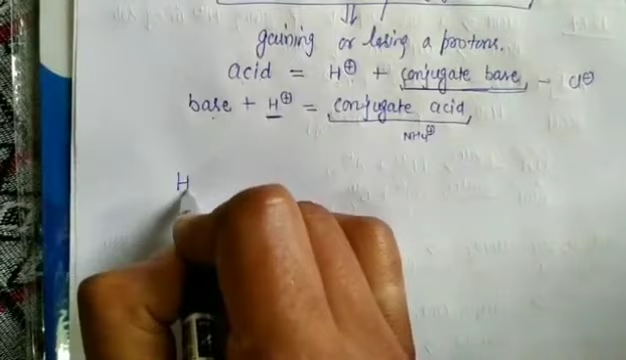 gaining or losing a protons.
acid = H⊕ + conjugate base - Cl⊖
base + H⊕ = conjugate acid
NH4⊕
H